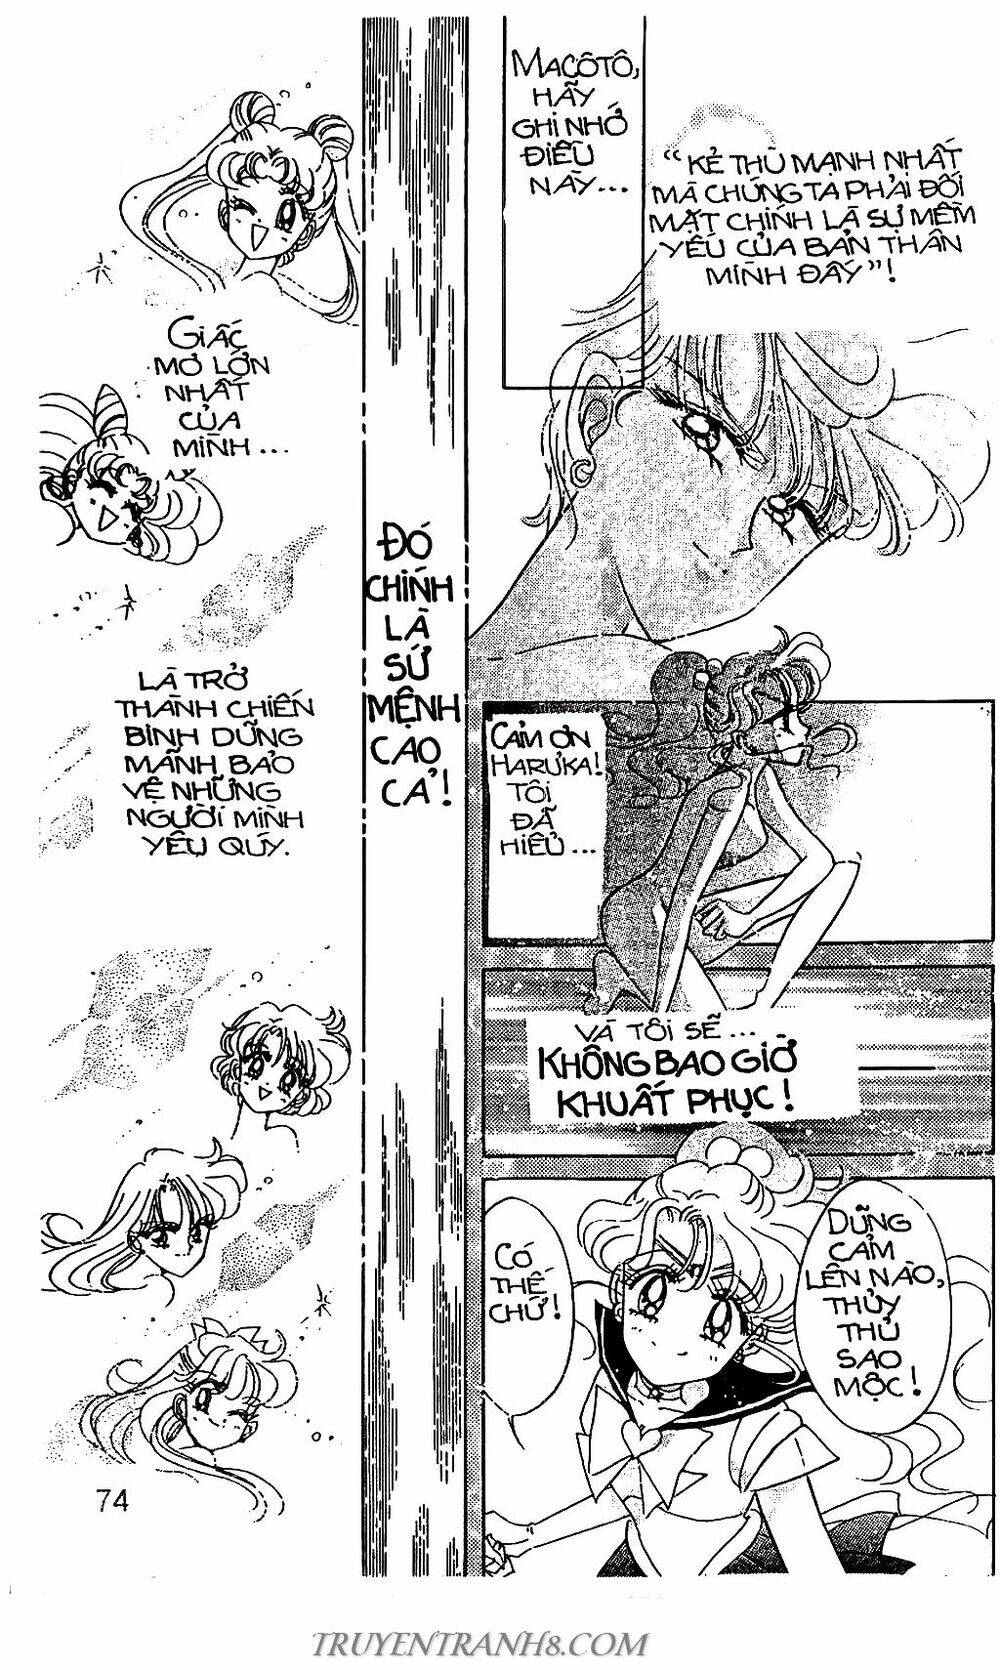 MACÔTÔ,
HÃY
GHI NHỚ
ĐIỀU
NÀY...
"KẺ THÙ MẠNH NHẤT
MÀ CHÚNG TA PHẢI ĐỐI
MẶT CHÍNH LÀ SỰ MỀM
YẾU CỦA BẢN THÂN
MÌNH ĐẤY"!
CẢM ƠN
HARUKA!
TÔI
ĐÃ
HIỂU...
VÀ TÔI SẼ...
KHÔNG BAO GIỜ
KHUẤT PHỤC!
DŨNG
CẢM
LÊN NÀO,
THỦY
THỦ
SAO
MỘC!
CÓ
THẾ
CHỨ!
ĐÓ
CHÍNH
LÀ
SỨ
MỆNH
CAO
CẢ!
GIẤC
MƠ LỚN
NHẤT
CỦA
MÌNH...
LÀ TRỞ
THÀNH CHIẾN
BINH DŨNG
MÃNH, BẢO
VỆ NHỮNG
NGƯỜI MÌNH
YÊU QUÝ.
74
TRUYENTRANH8.COM